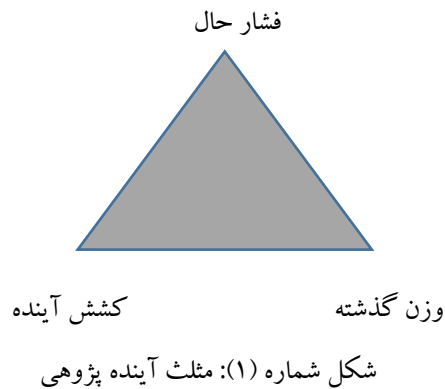 فشار حال
وزن گذشته
کشش آینده
شکل شماره (۱): مثلث آینده پژوهی